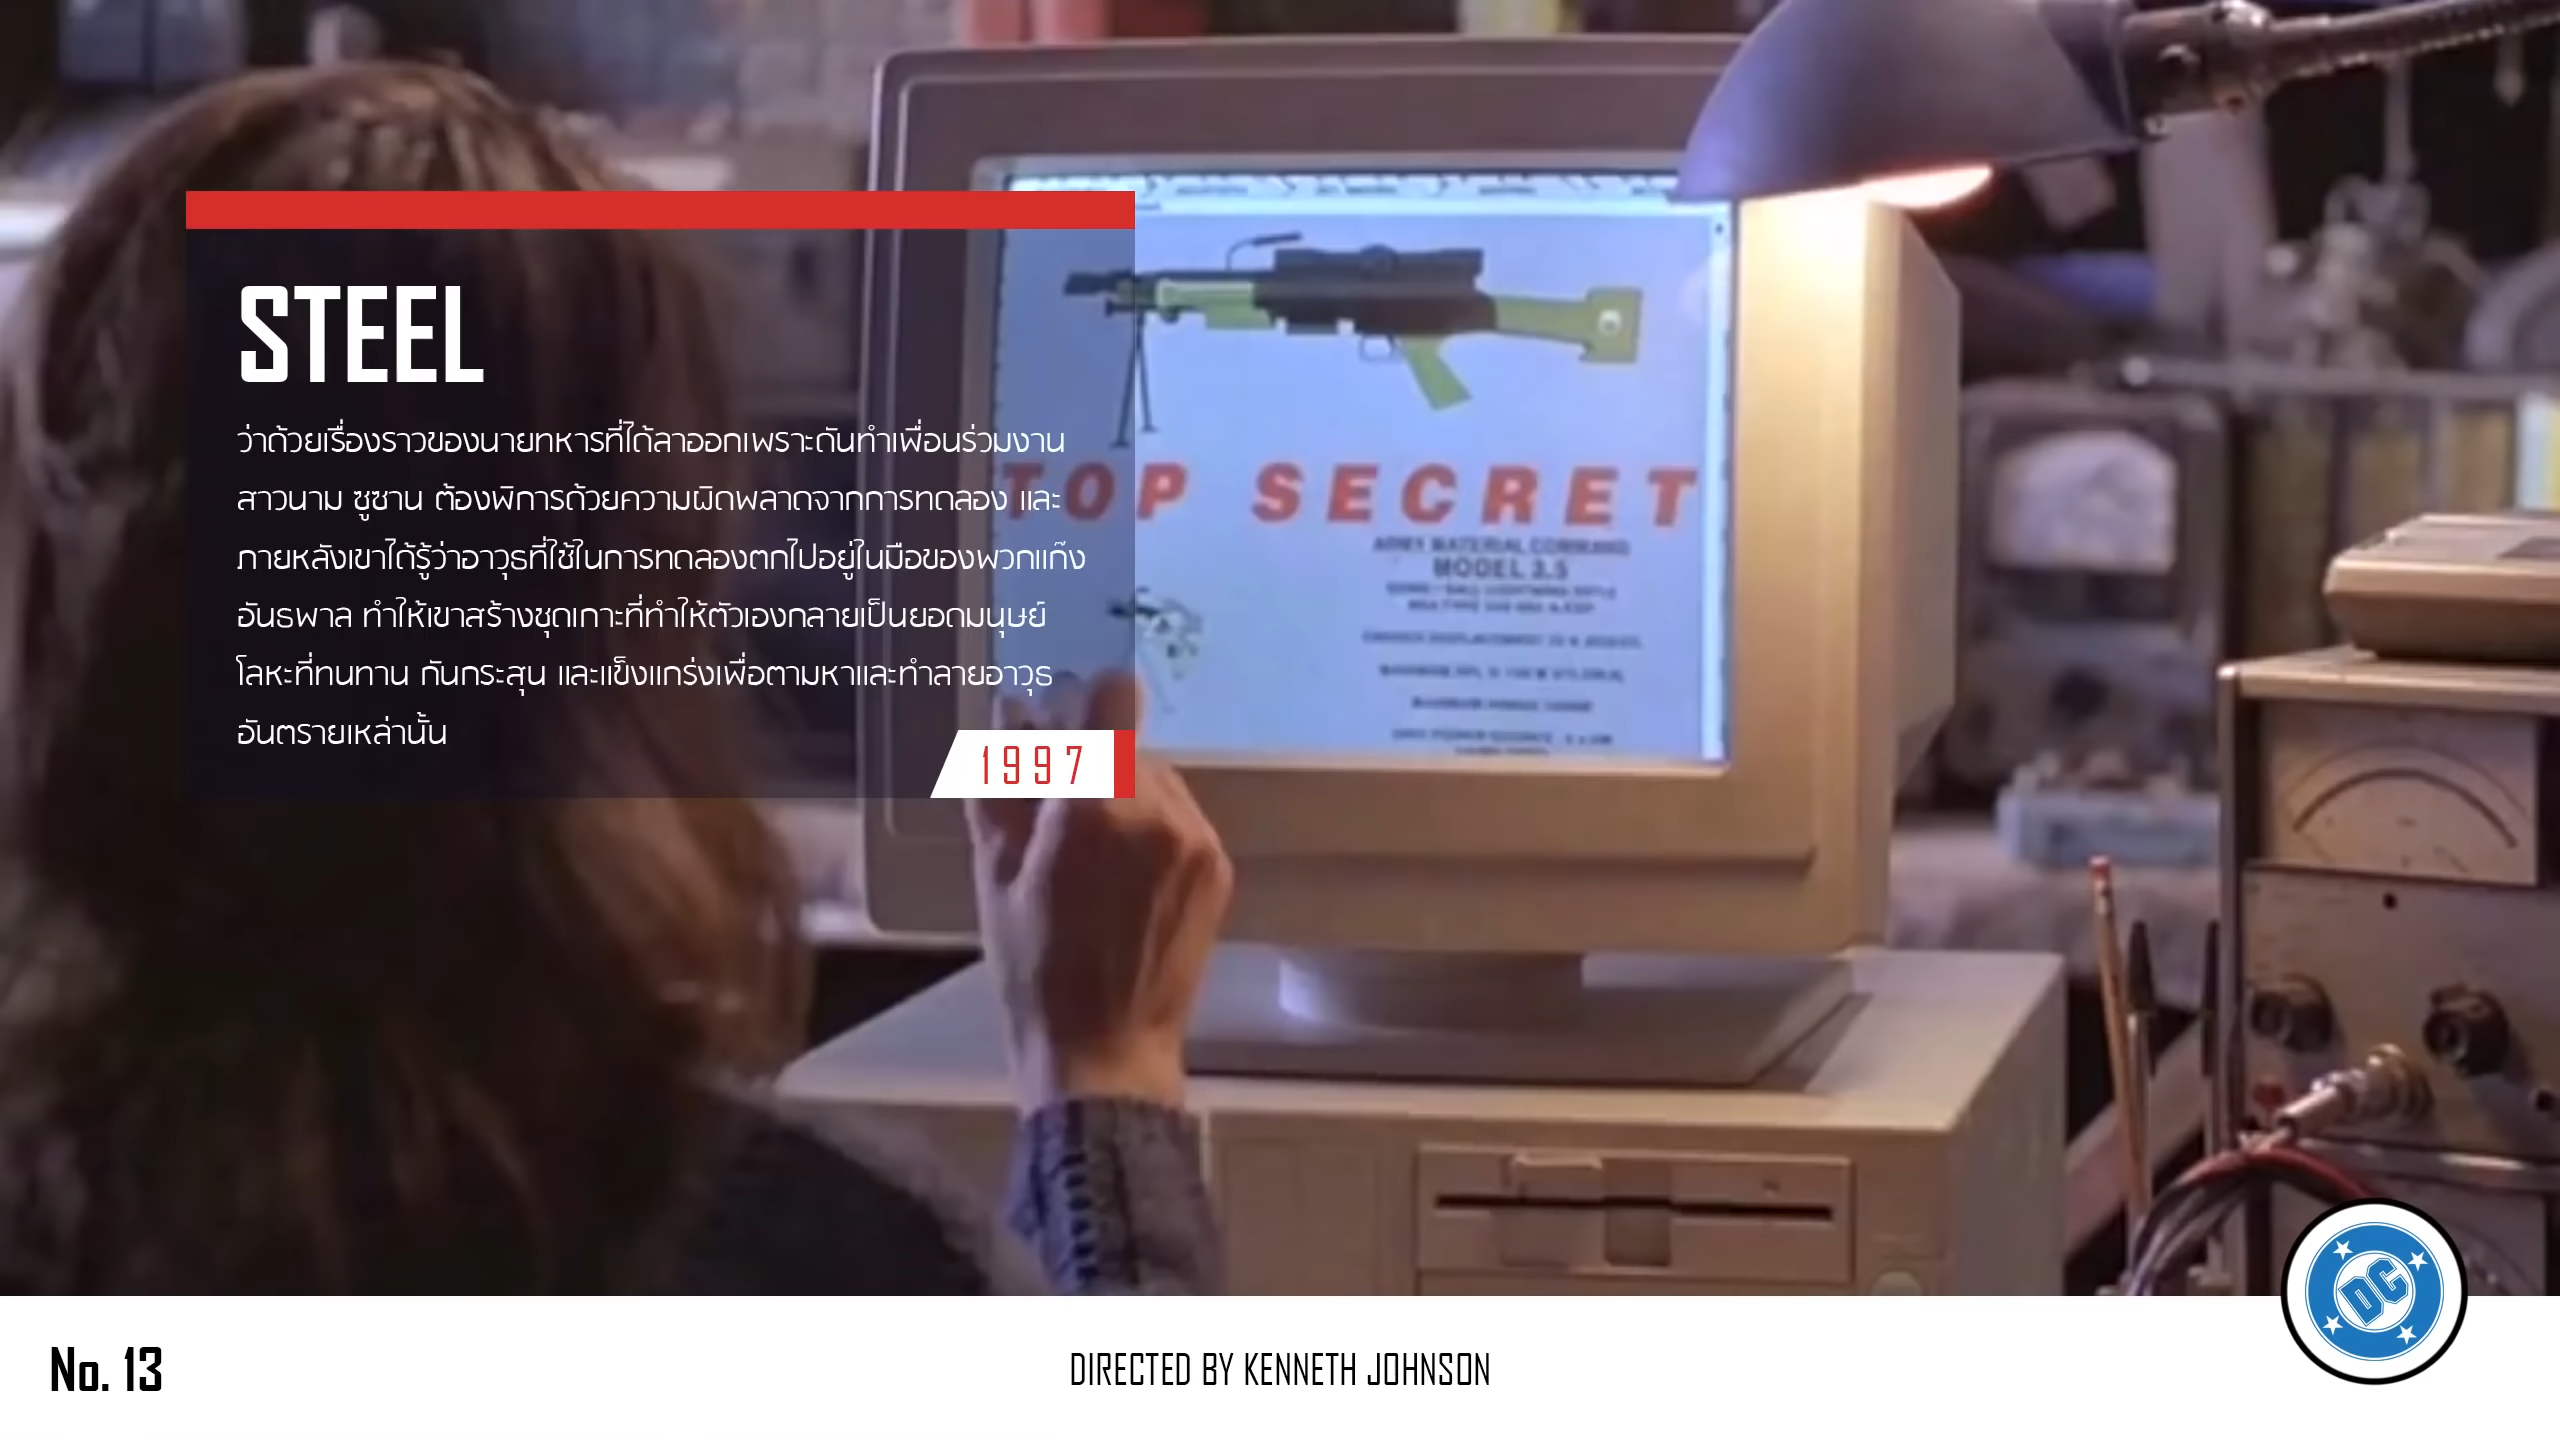 STEEL
ว่าด้วยเรื่องราวของนายทหารที่ได้ลาออกเพราะดันทำเพื่อนร่วมงาน
สาวนาม ซูซาน ต้องพิการด้วยความผิดพลาดจากการทดลอง และ
ภายหลังเขาได้รู้ว่าอาวุธที่ใช้ในการทดลองตกไปอยู่ในมือของพวกแก๊ง
อันธพาล ทำให้เขาสร้างชุดเกาะที่ทำให้ตัวเองกลายเป็นยอดมนุษย์
โลหะที่ทนทาน กันกระสุน และแข็งแกร่งเพื่อตามหาและทำลายอาวุธ
อันตรายเหล่านั้น
1997
TOP SECRET
ARMY MATERIAL COMMAND
MODEL 3.5
No. 13
DIRECTED BY KENNETH JOHNSON
DC